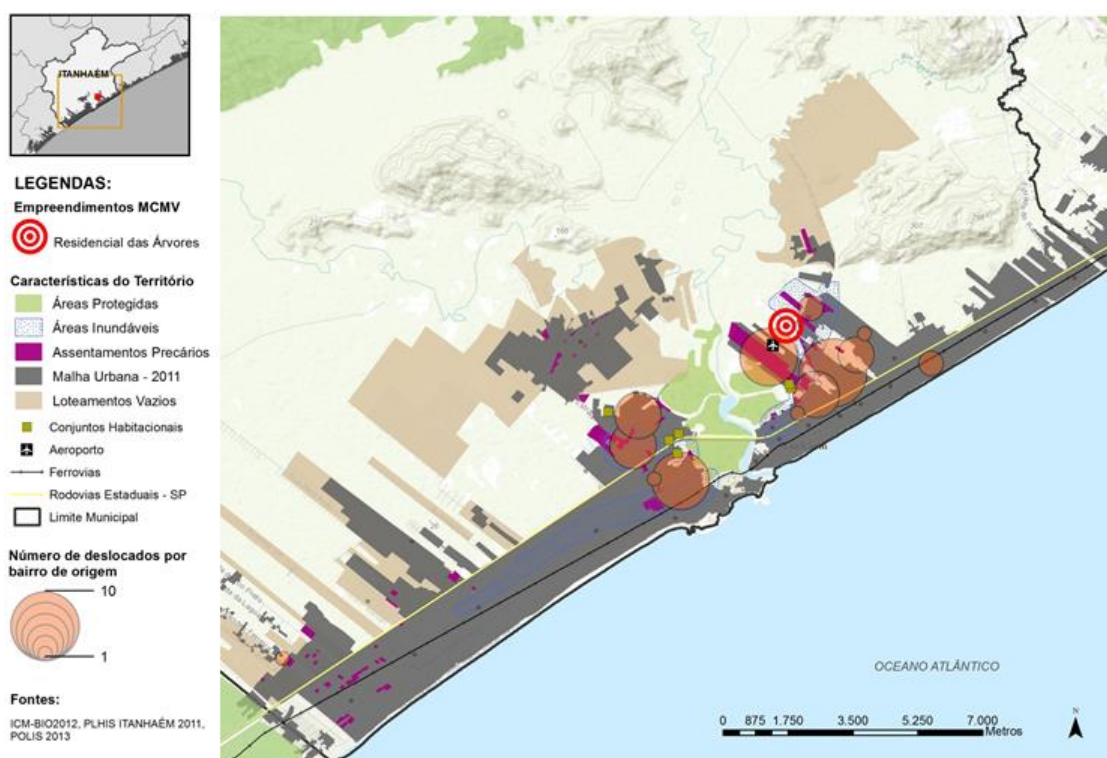 ITANHAÉM
LEGENDAS:
Empreendimentos MCMV
Residencial das Árvores
Características do Território
Áreas Protegidas
Áreas Inundáveis
Assentamentos Precários
Malha Urbana - 2011
Loteamentos Vazios
Conjuntos Habitacionais
Aeroporto
Ferrovias
Rodovias Estaduais - SP
Limite Municipal
Número de deslocados por
bairro de origem
10
1
Fontes:
ICM-BIO2012, PLHIS ITANHAÉM 2011,
POLIS 2013
OCEANO ATLÂNTICO
0 875 1.750 3.500 5.250 7.000
Metros
N